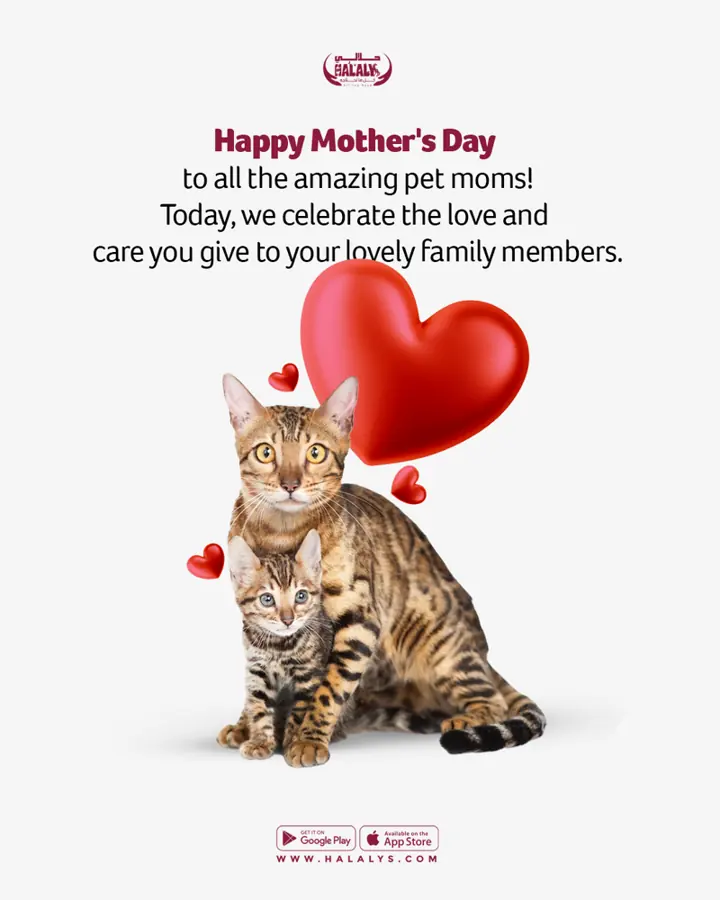 حلالي
HALALYS
Happy Mother's Day
to all the amazing pet moms!
Today, we celebrate the love and
care you give to your lovely family members.
GET IT ON
Google Play
Available on the
App Store
WWW.HALALYS.COM